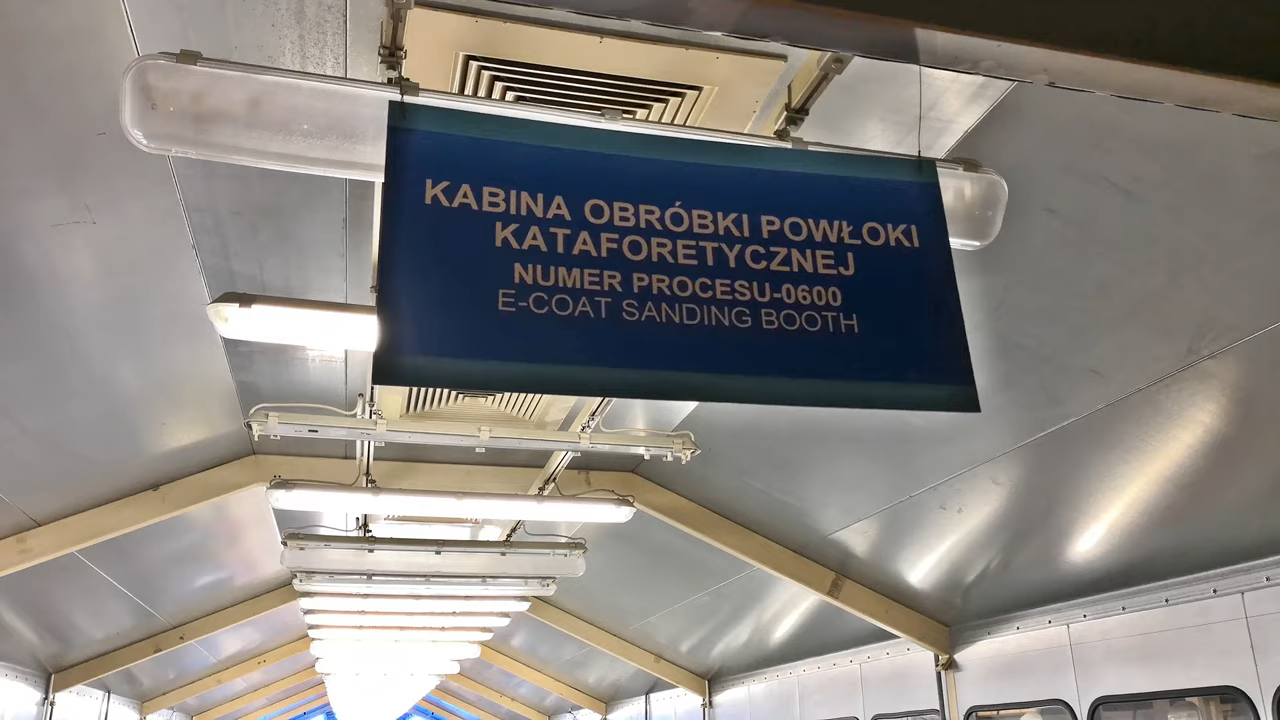 KABINA OBRÓBKI POWŁOKI
KATAFORETYCZNEJ
NUMER PROCESU-0600
E-COAT SANDING BOOTH